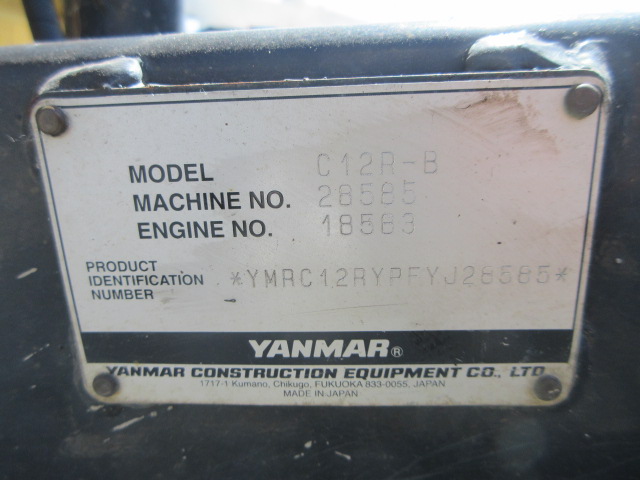 MODEL C12R-B
MACHINE NO. 28585
ENGINE NO. 18583
PRODUCT
IDENTIFICATION
NUMBER *YMRC12RYPFYJ28585*
YANMAR®
YANMAR CONSTRUCTION EQUIPMENT CO., LTD
1717-1 Kumano, Chikugo, FUKUOKA 833-0055, JAPAN
MADE IN JAPAN